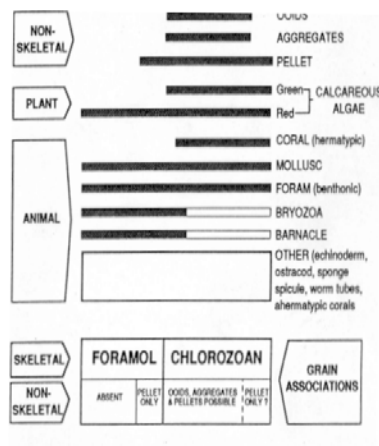 OOIDS
NON-
SKELETAL
AGGREGATES
PELLET
PLANT
Green
Red
CALCAREOUS
ALGAE
CORAL (hermatypic)
MOLLUSC
ANIMAL
FORAM (benthonic)
BRYOZOA
BARNACLE
OTHER (echinoderm,
ostracod, sponge
spicule, worm tubes,
ahermatypic corals
SKELETAL
FORAMOL
CHLOROZOAN
GRAIN
ASSOCIATIONS
NON-
SKELETAL
ABSENT
PELLET
ONLY
OOIDS, AGGREGATES
& PELLETS POSSIBLE
PELLET
ONLY ?